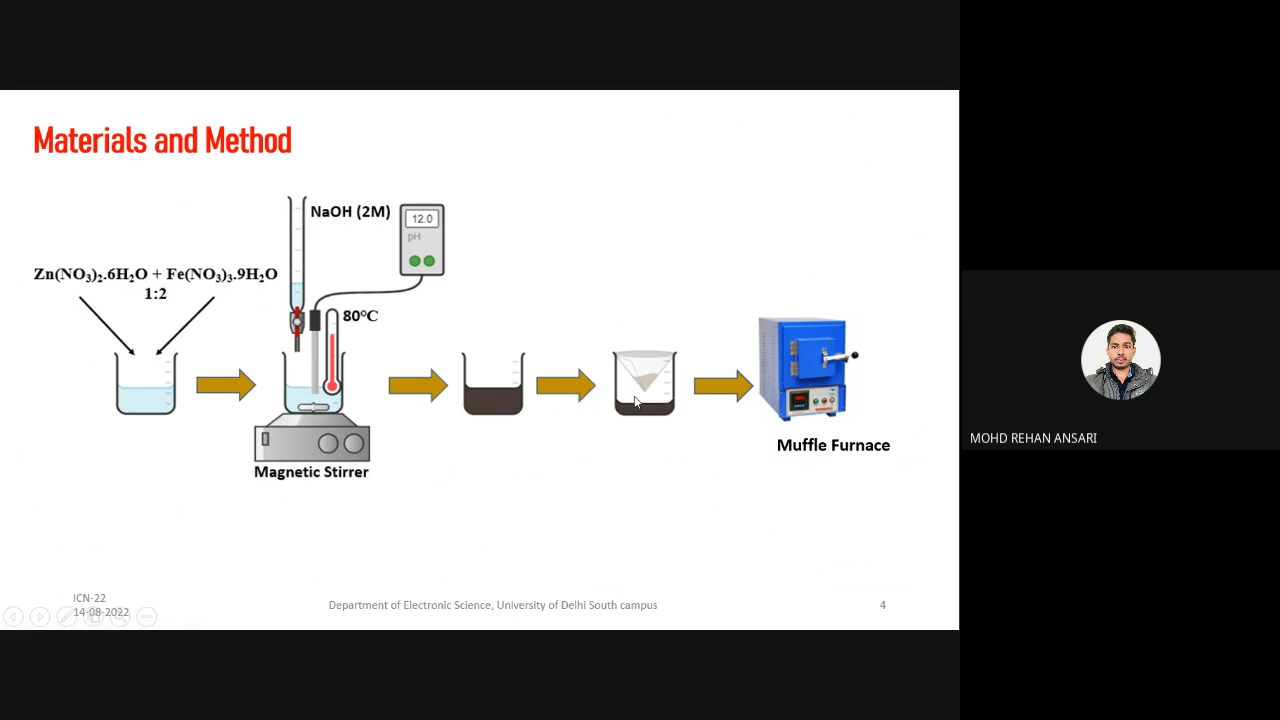 Materials and Method
NaOH (2M)
12.0
pH
Zn(NO₃)₂.6H₂O + Fe(NO₃)₃.9H₂O
1:2
80°C
Magnetic Stirrer
Muffle Furnace
MOHD REHAN ANSARI
ICN-22
14-08-2022
Department of Electronic Science, University of Delhi South campus
4